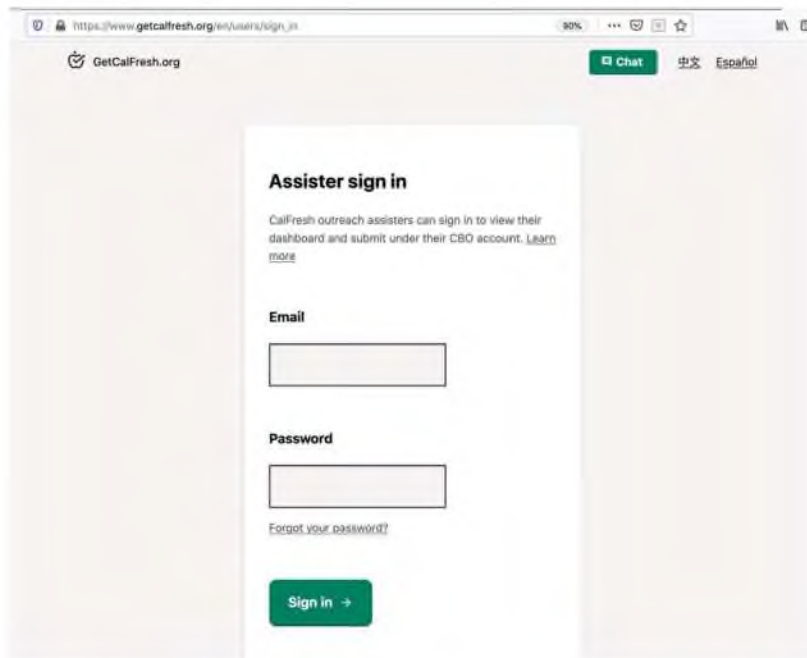 https://www.getcalfresh.org/en/users/sign_in 90%
GetCalFresh.org Chat 中文 Español
Assister sign in
CalFresh outreach assisters can sign in to view their
dashboard and submit under their CBO account. Learn
more
Email
Password
Forgot your password?
Sign in →